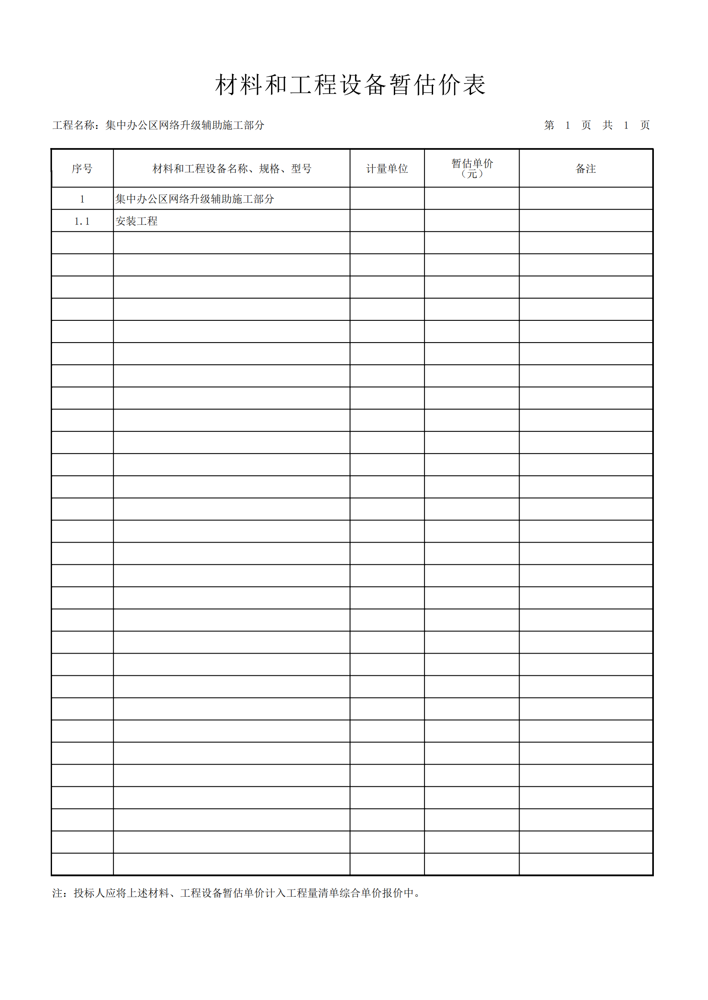 材料和工程设备暂估价表
工程名称：集中办公区网络升级辅助施工部分 第 1 页 共 1 页
序号 材料和工程设备名称、规格、型号 计量单位 暂估单价（元） 备注
1 集中办公区网络升级辅助施工部分
1.1 安装工程
注：投标人应将上述材料、工程设备暂估单价计入工程量清单综合单价报价中。